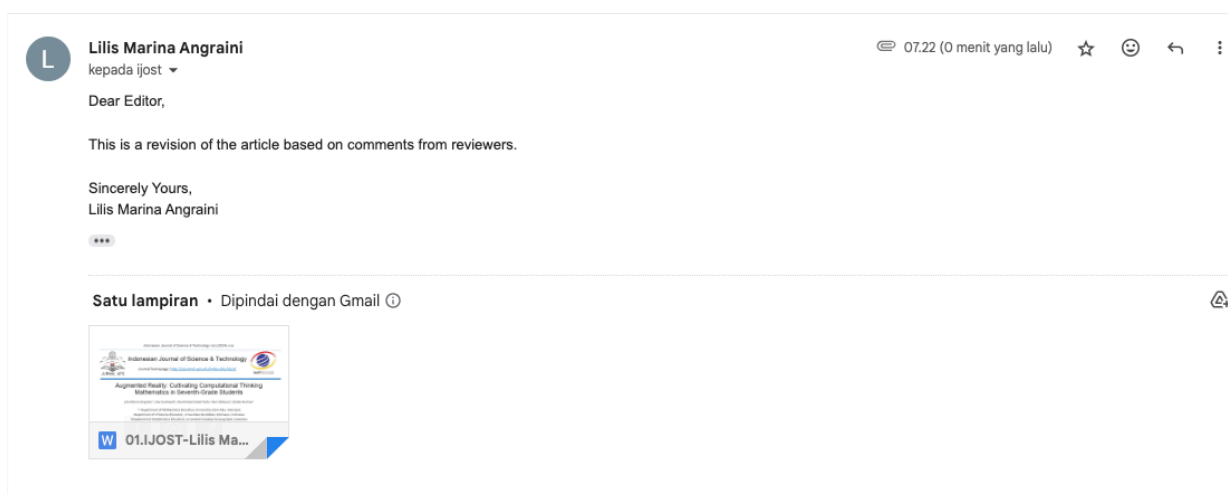 L
Lilis Marina Angraini
07.22 (0 menit yang lalu)
kepada ijost
Dear Editor,
This is a revision of the article based on comments from reviewers.
Sincerely Yours,
Lilis Marina Angraini
Satu lampiran • Dipindai dengan Gmail
Indonesian Journal of Science & Technology
Augmented Reality: Cultivating Computational Thinking
Mathematics in Seventh-Grade Students
W 01.IJOST-Lilis Ma...